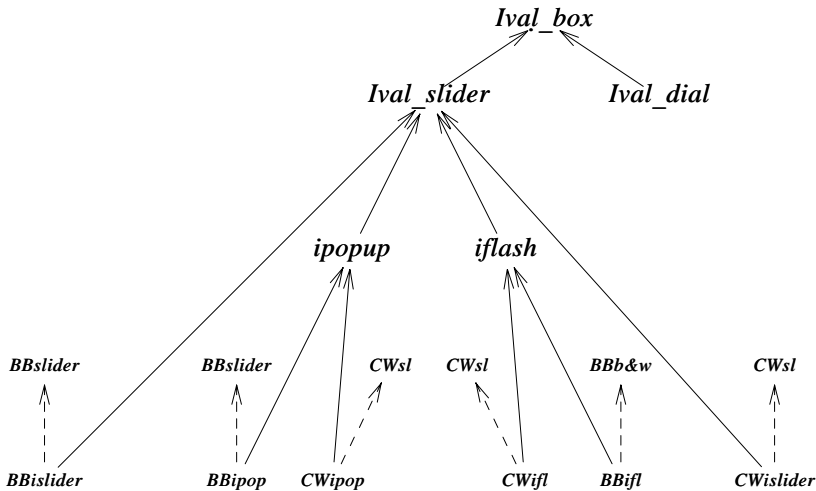 Ival_box
Ival_slider Ival_dial
ipopup iflash
BBslider BBslider CWsl CWsl BBb&w CWsl
BBislider BBipop CWipop CWifl BBifl CWislider